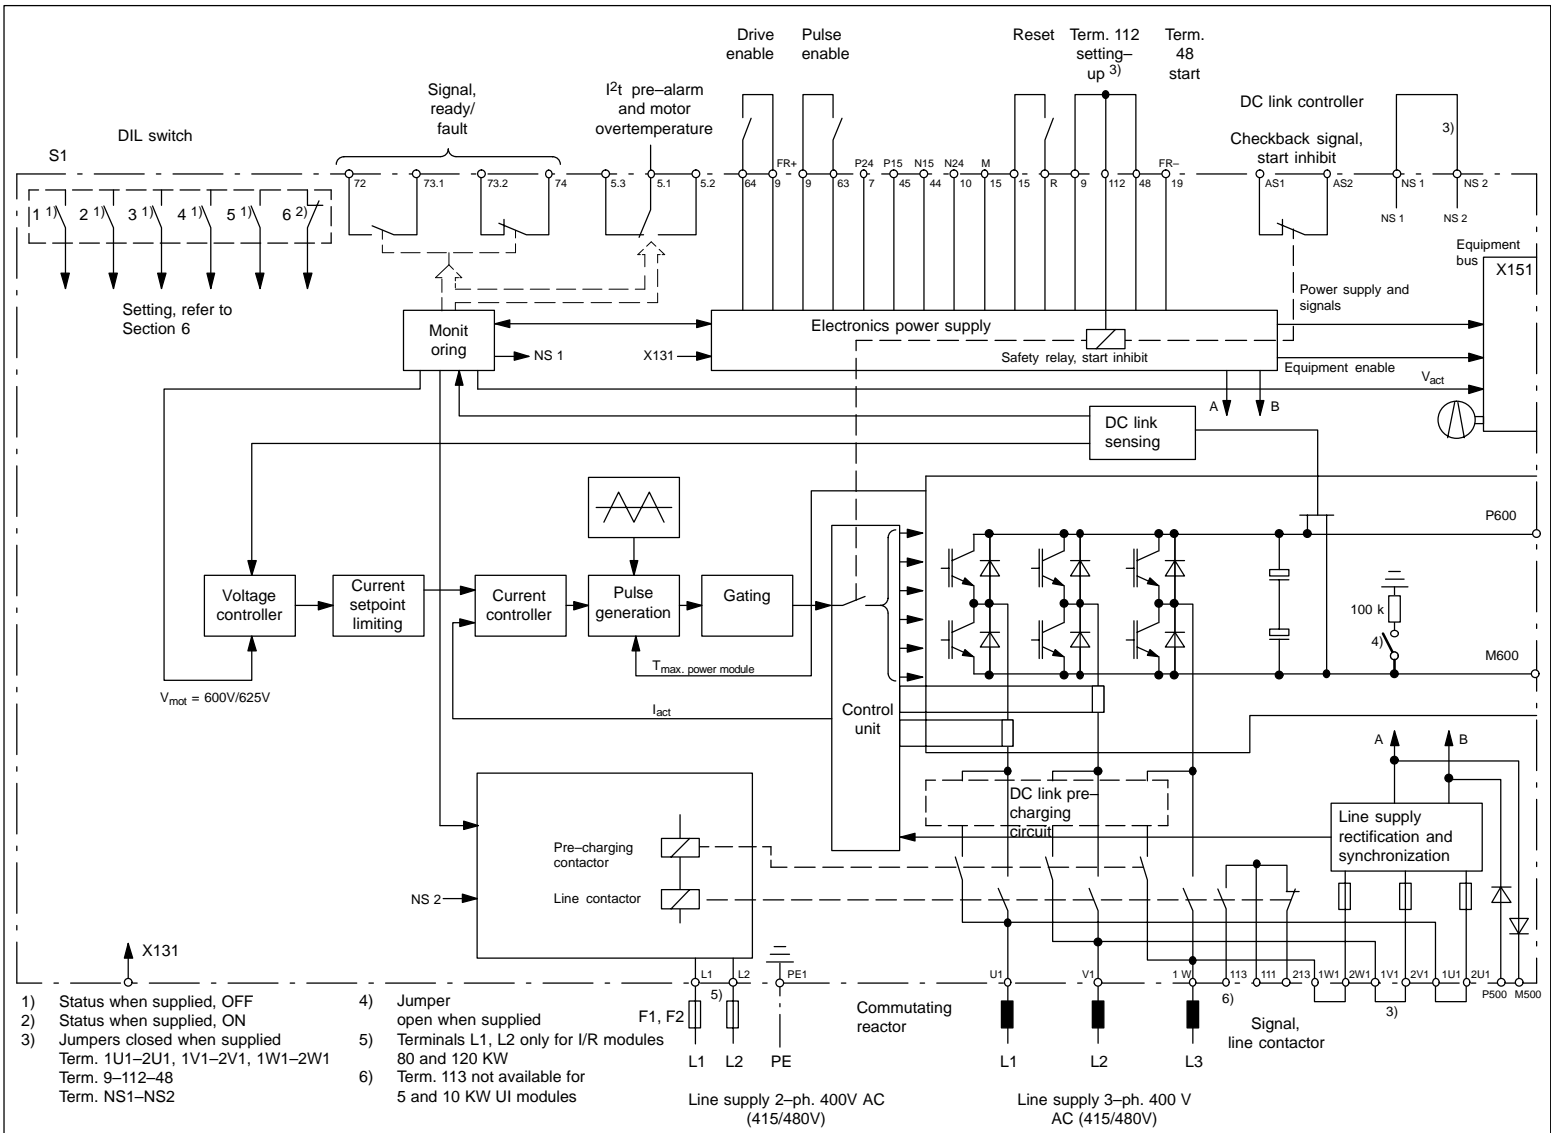 Drive
enable
Pulse
enable
Reset
Term. 112
setting–
up 3)
Term.
48
start
Signal,
ready/
fault
I2t pre–alarm
and motor
overtemperature
DC link controller
Checkback signal,
start inhibit
3)
DIL switch
S1
72
73.1
73.2
74
5.3
5.1
5.2
64
9
FR+
9
63
P24
7
P15
45
N15
44
N24
10
M
15
15
R
9
112
48
FR–
19
AS1
AS2
NS 1
NS 2
NS 1
NS 2
1 1)
2 1)
3 1)
4 1)
5 1)
6 2)
Setting, refer to
Section 6
Equipment
bus
X151
Power supply and
signals
Monit
oring
NS 1
X131
Electronics power supply
Safety relay, start inhibit
Equipment enable
Vact
A
B
DC link
sensing
P600
Voltage
controller
Current
setpoint
limiting
Current
controller
Pulse
generation
Gating
100 k
4)
M600
Tmax. power module
Vmot = 600V/625V
Iact
Control
unit
A
B
DC link pre–
charging
circuit
Line supply
rectification and
synchronization
Pre–charging
contactor
NS 2
Line contactor
X131
L1
L2
PE1
U1
V1
1 W
113
111
213
1W1
2W1
1V1
2V1
1U1
2U1
P500
M500
5)
6)
3)
F1, F2
Commutating
reactor
Signal,
line contactor
L1
L2
PE
L1
L2
L3
Line supply 2–ph. 400V AC
(415/480V)
Line supply 3–ph. 400 V
AC (415/480V)
1) Status when supplied, OFF
2) Status when supplied, ON
3) Jumpers closed when supplied
Term. 1U1–2U1, 1V1–2V1, 1W1–2W1
Term. 9–112–48
Term. NS1–NS2
4) Jumper
open when supplied
5) Terminals L1, L2 only for I/R modules
80 and 120 KW
6) Term. 113 not available for
5 and 10 KW UI modules